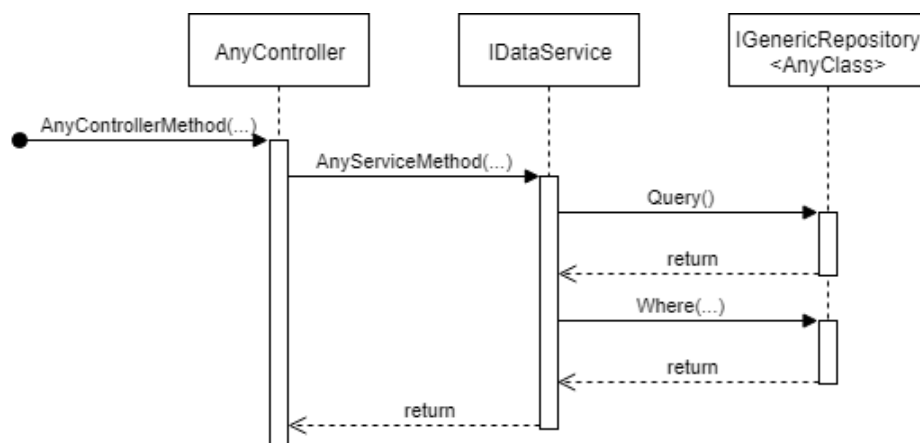 AnyController
IDataService
IGenericRepository
<AnyClass>
AnyControllerMethod(...)
AnyServiceMethod(...)
Query()
return
Where(...)
return
return